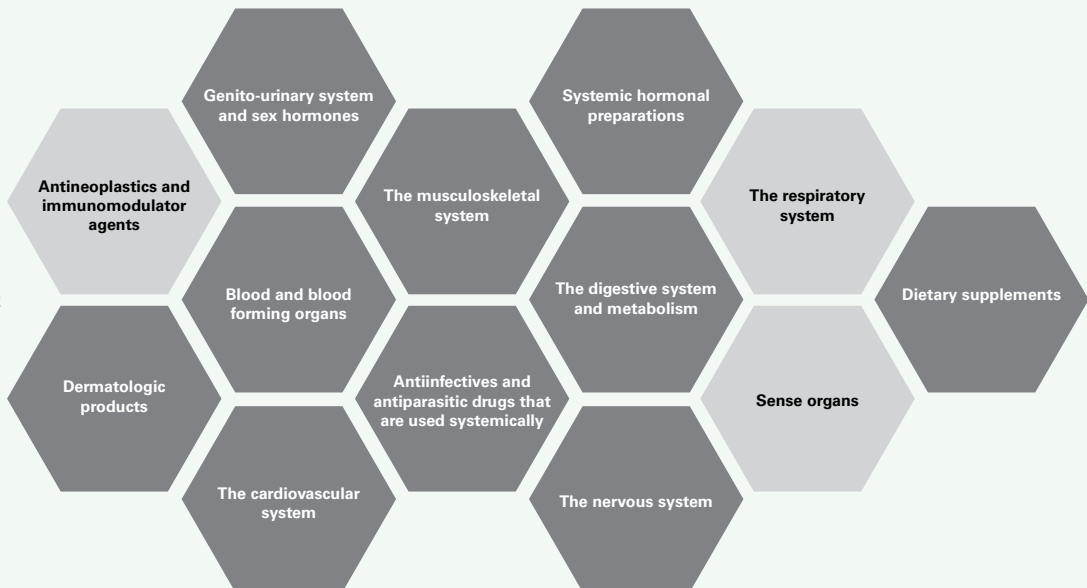 Genito-urinary system
and sex hormones
Systemic hormonal
preparations
Antineoplastics and
immunomodulator
agents
The musculoskeletal
system
The respiratory
system
Blood and blood
forming organs
The digestive system
and metabolism
Dietary supplements
Dermatologic
products
Antiinfectives and
antiparasitic drugs that
are used systemically
Sense organs
The cardiovascular
system
The nervous system